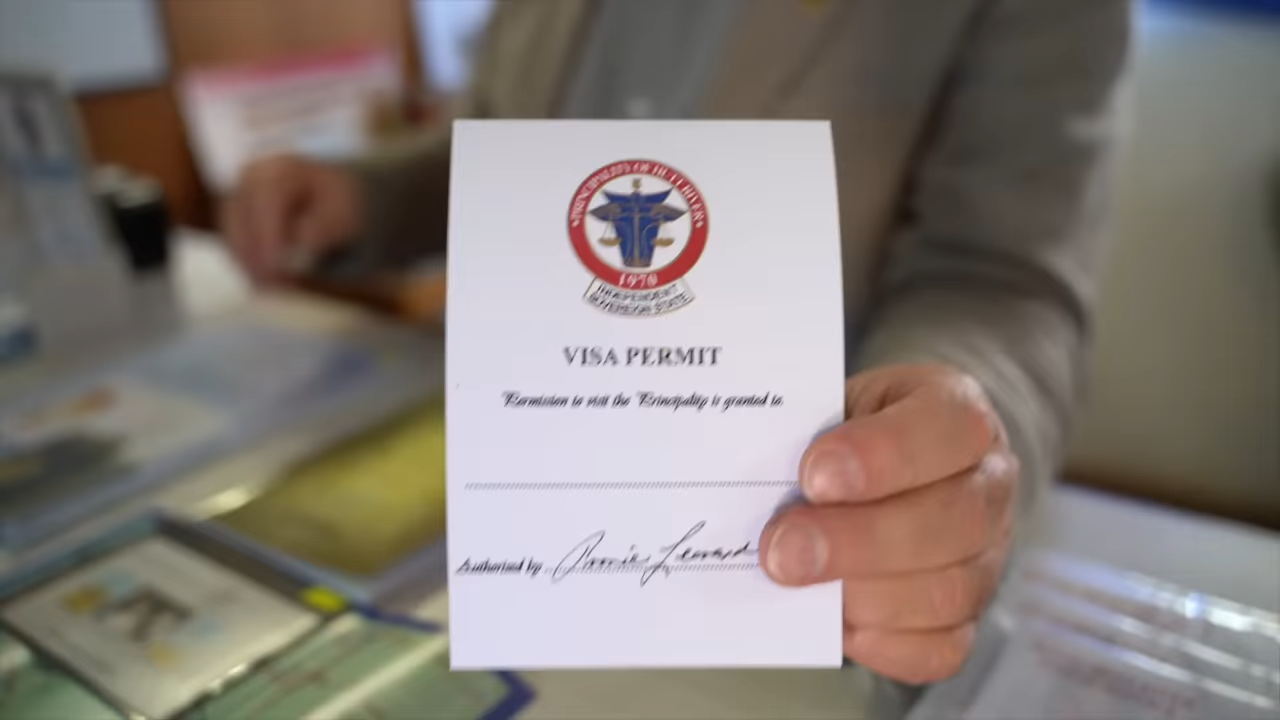 PRINCIPALITY OF HUTT RIVER
1970
INDEPENDENT
SOVEREIGN STATE
VISA PERMIT
Permission to visit the Principality is granted to
Authorised by